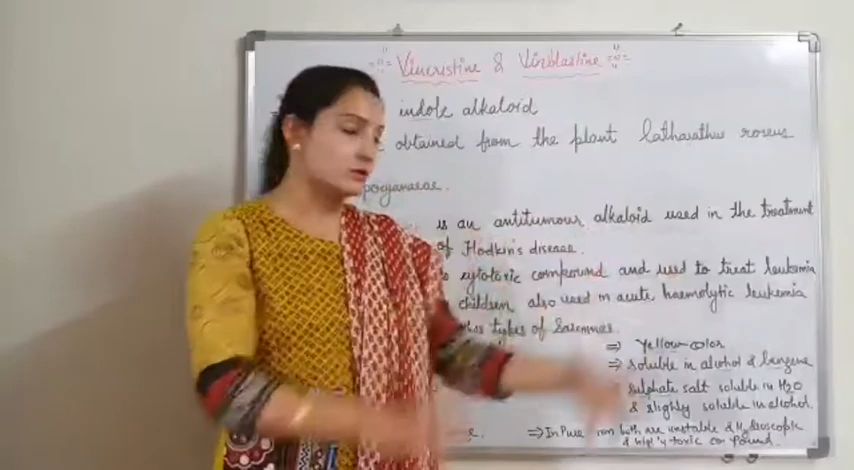 Vincristine & Vinblastine
indole alkaloid
obtained from the plant Catharathus roseus
pocyanaceae.
is an antitumour alkaloid used in the treatment
of Hodkin's disease.
cytotoxic compound and used to treat leukemia
children, also used in acute haemolytic leukemia
types of Sarcomas.
⇒ Yellow color
⇒ Soluble in alcohol & benzene
Sulphate salt soluble in H2O
& slightly soluble in alcohol.
⇒ In Pure both are unstable & Hydroscopic
& highly toxic compound.